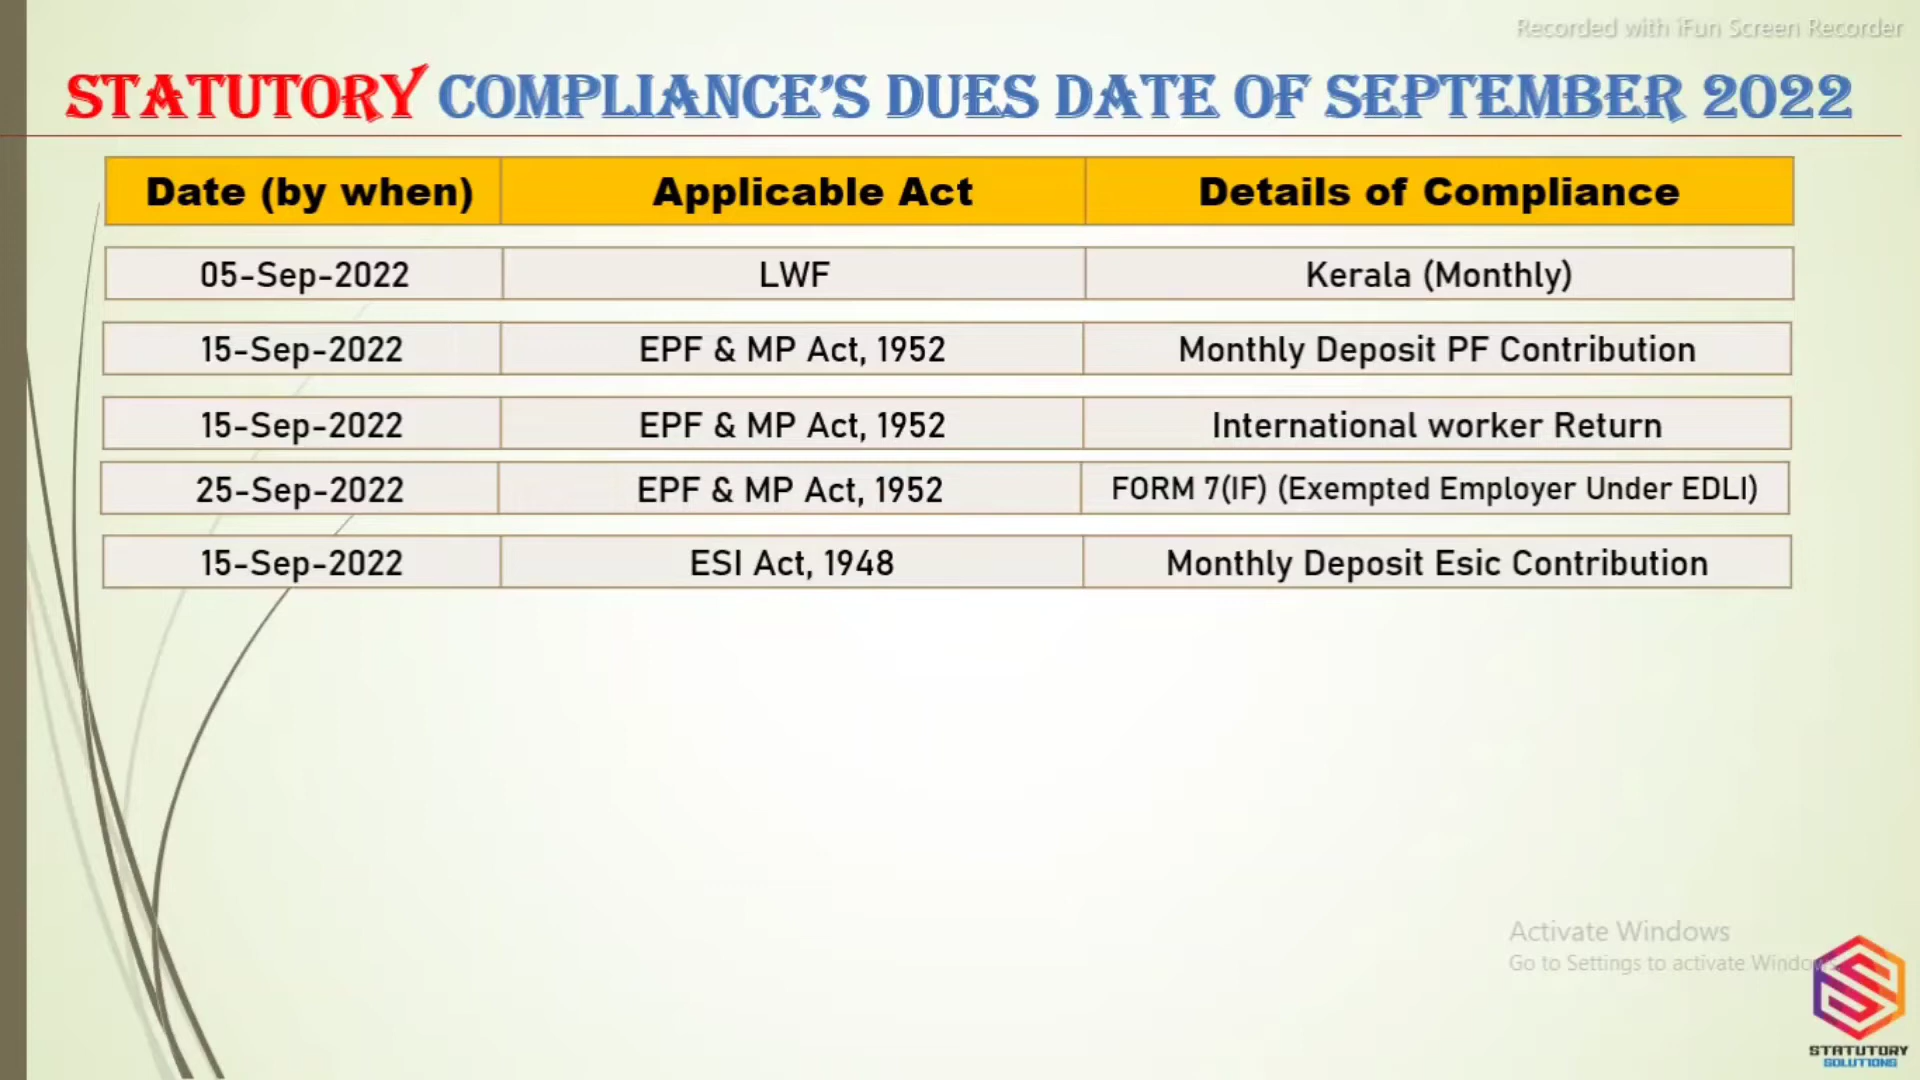 Recorded with iFun Screen Recorder
STATUTORY COMPLIANCE'S DUES DATE OF SEPTEMBER 2022
Date (by when) Applicable Act Details of Compliance
05-Sep-2022 LWF Kerala (Monthly)
15-Sep-2022 EPF & MP Act, 1952 Monthly Deposit PF Contribution
15-Sep-2022 EPF & MP Act, 1952 International worker Return
25-Sep-2022 EPF & MP Act, 1952 FORM 7(IF) (Exempted Employer Under EDLI)
15-Sep-2022 ESI Act, 1948 Monthly Deposit Esic Contribution
Activate Windows
Go to Settings to activate Windows.
STATUTORY
SOLUTIONS